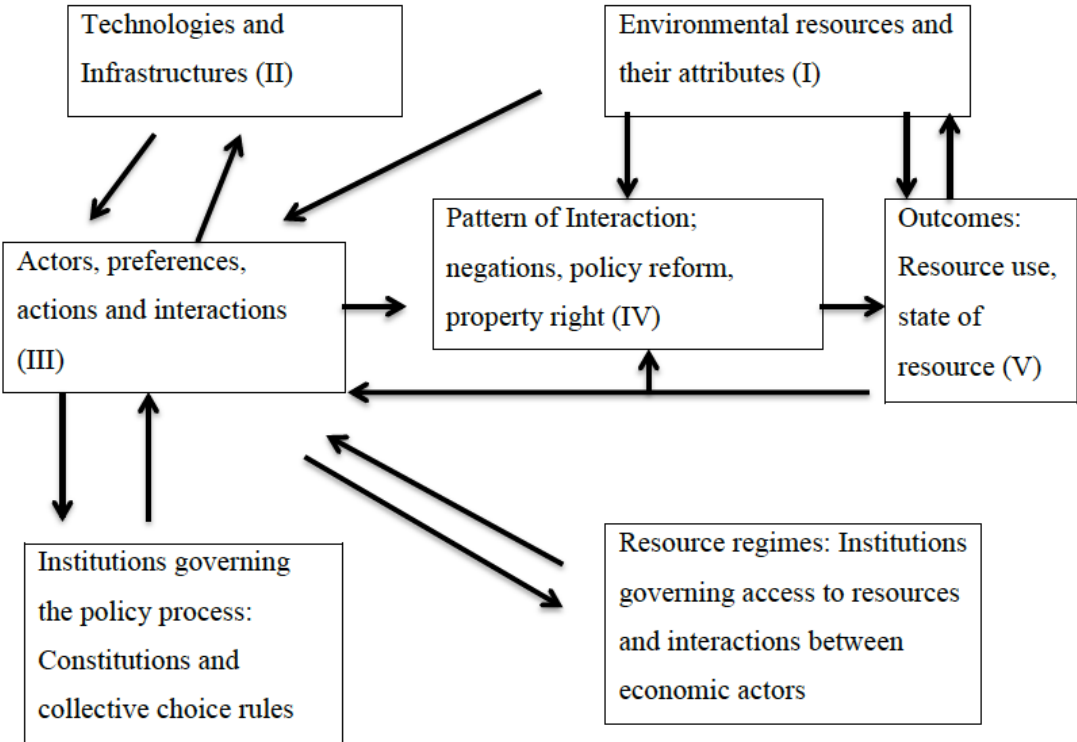 Technologies and
Infrastructures (II)
Environmental resources and
their attributes (I)
Actors, preferences,
actions and interactions
(III)
Pattern of Interaction;
negations, policy reform,
property right (IV)
Outcomes:
Resource use,
state of
resource (V)
Institutions governing
the policy process:
Constitutions and
collective choice rules
Resource regimes: Institutions
governing access to resources
and interactions between
economic actors